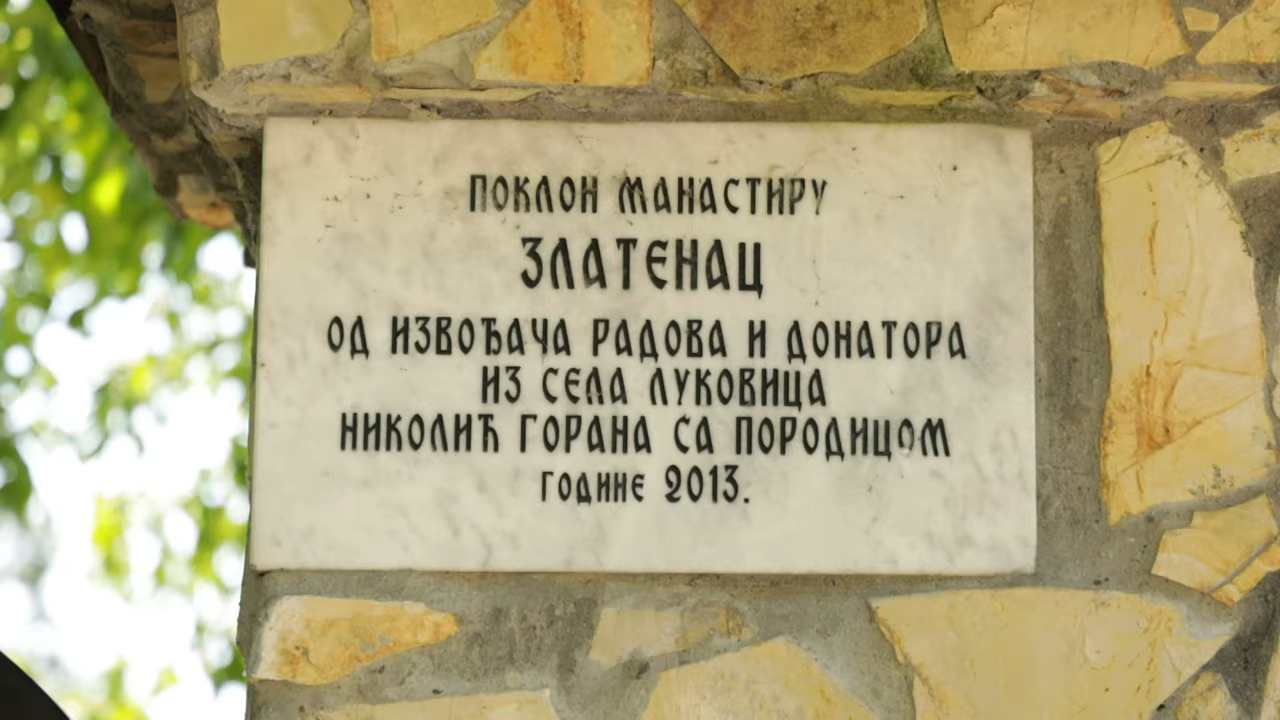 ПОКЛОН МАНАСТИРУ
ЗЛАТЕНАЦ
ОД ИЗВОЂАЧА РАДОВА И ДОНАТОРА
ИЗ СЕЛА ЛУКОВИЦА
НИКОЛИЋ ГОРАНА СА ПОРОДИЦОМ
ГОДИНЕ 2013.